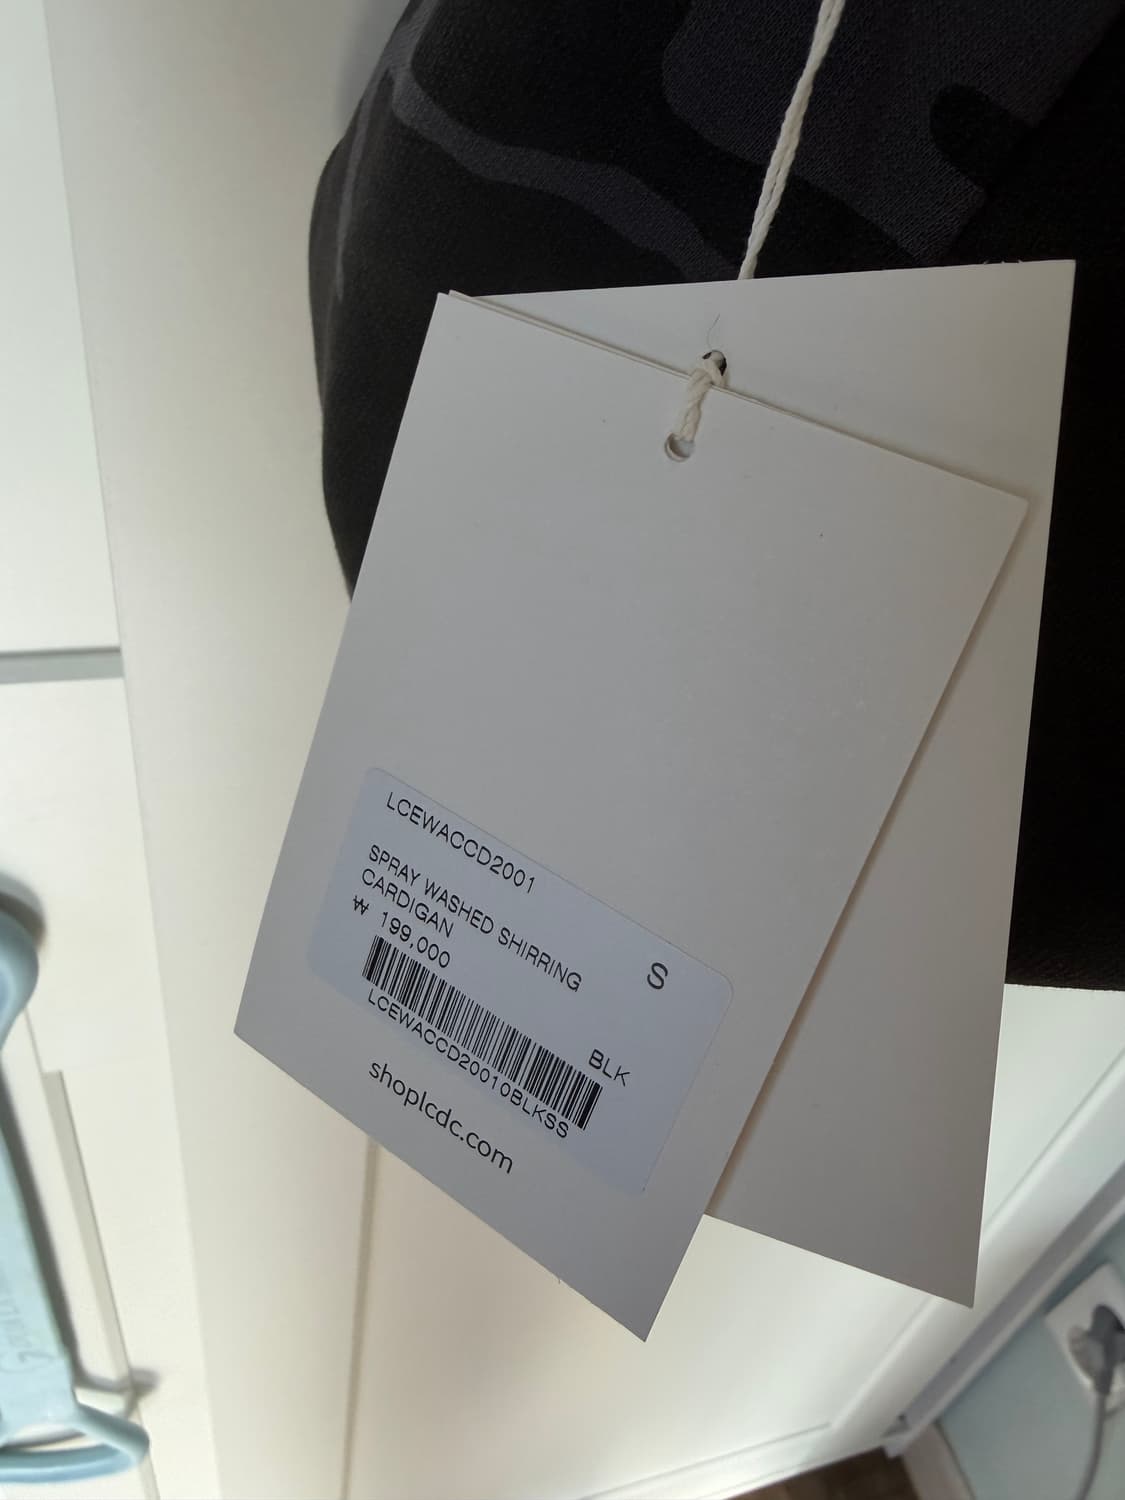 LCEWACCD2001
SPRAY WASHED SHIRRING
CARDIGAN
S
₩ 199,000
BLK
LCEWACCD20010BLKSS
shoplcdc.com